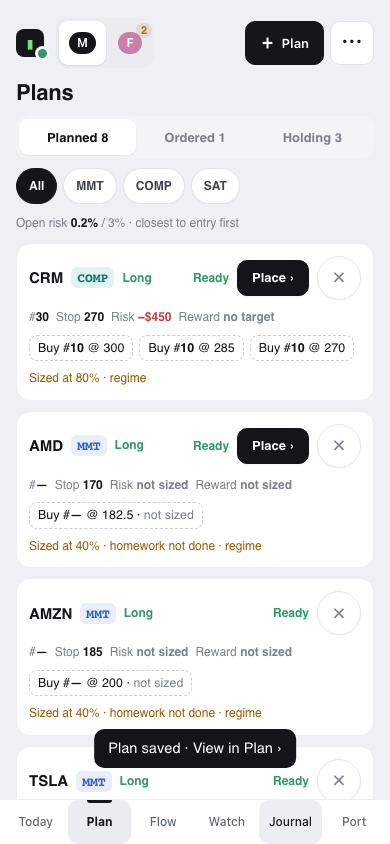 M F 2 + Plan ···
Plans
Planned 8 Ordered 1 Holding 3
All MMT COMP SAT
Open risk 0.2% / 3% · closest to entry first
CRM COMP Long Ready Place › ×
#30 Stop 270 Risk –$450 Reward no target
Buy #10 @ 300 Buy #10 @ 285 Buy #10 @ 270
Sized at 80% · regime
AMD MMT Long Ready Place › ×
#— Stop 170 Risk not sized Reward not sized
Buy #— @ 182.5 · not sized
Sized at 40% · homework not done · regime
AMZN MMT Long Ready ×
#— Stop 185 Risk not sized Reward not sized
Buy #— @ 200 · not sized
Sized at 40% · homework not done · regime
Plan saved · View in Plan ›
TSLA MMT Long Ready ×
Today Plan Flow Watch Journal Port